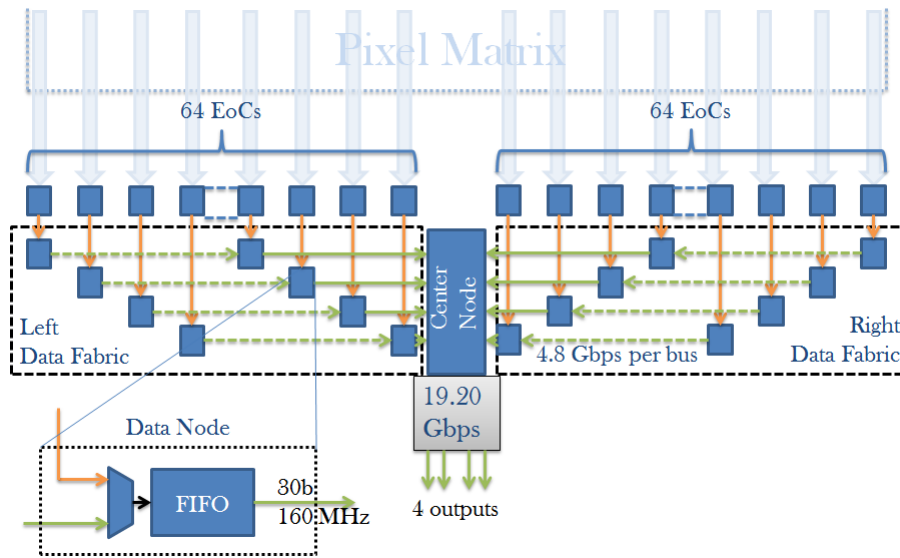 Pixel Matrix
64 EoCs
64 EoCs
Center
Node
Left
Data Fabric
Right
Data Fabric
4.8 Gbps per bus
19.20
Gbps
4 outputs
Data Node
FIFO
30b
160 MHz